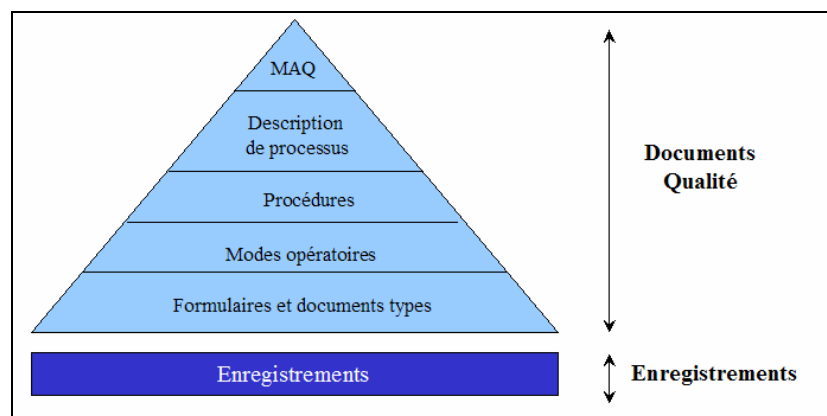 MAQ
Description
de processus
Procédures
Modes opératoires
Formulaires et documents types
Enregistrements
Documents
Qualité
Enregistrements